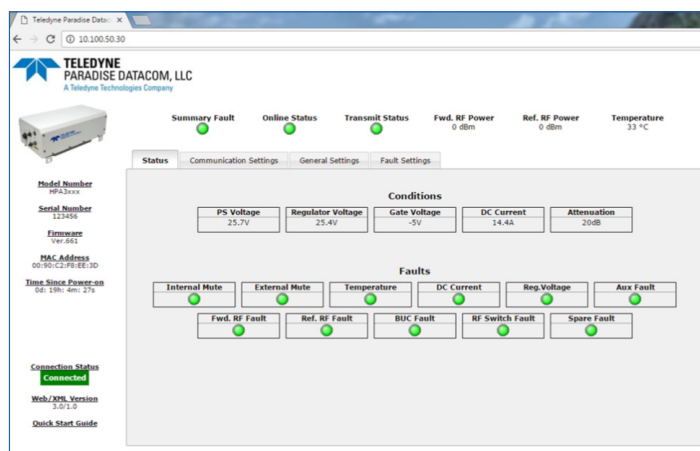 Teledyne Paradise Datac
10.100.50.30
TELEDYNE
PARADISE DATACOM, LLC
A Teledyne Technologies Company
Summary Fault Online Status Transmit Status Fwd. RF Power Ref. RF Power Temperature
0 dBm 0 dBm 33 °C
Status Communication Settings General Settings Fault Settings
Model Number
MPA3xxx
Serial Number
123456
Firmware
Ver.661
MAC Address
00:90:C2:F8:EE:3D
Time Since Power-on
0d: 19h: 4m: 27s
Connection Status
Connected
Web/XML Version
3.0/1.0
Quick Start Guide
Conditions
PS Voltage Regulator Voltage Gate Voltage DC Current Attenuation
25.7V 25.4V -5V 14.4A 20dB
Faults
Internal Mute External Mute Temperature DC Current Reg.Voltage Aux Fault
Fwd. RF Fault Ref. RF Fault BUC Fault RF Switch Fault Spare Fault